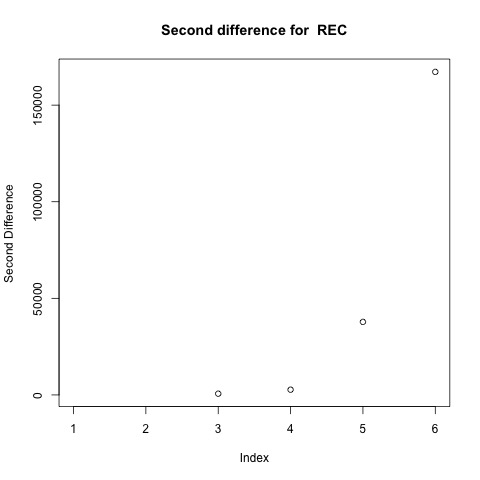 Second difference for  REC
Second Difference
150000
100000
50000
0
1 2 3 4 5 6
Index